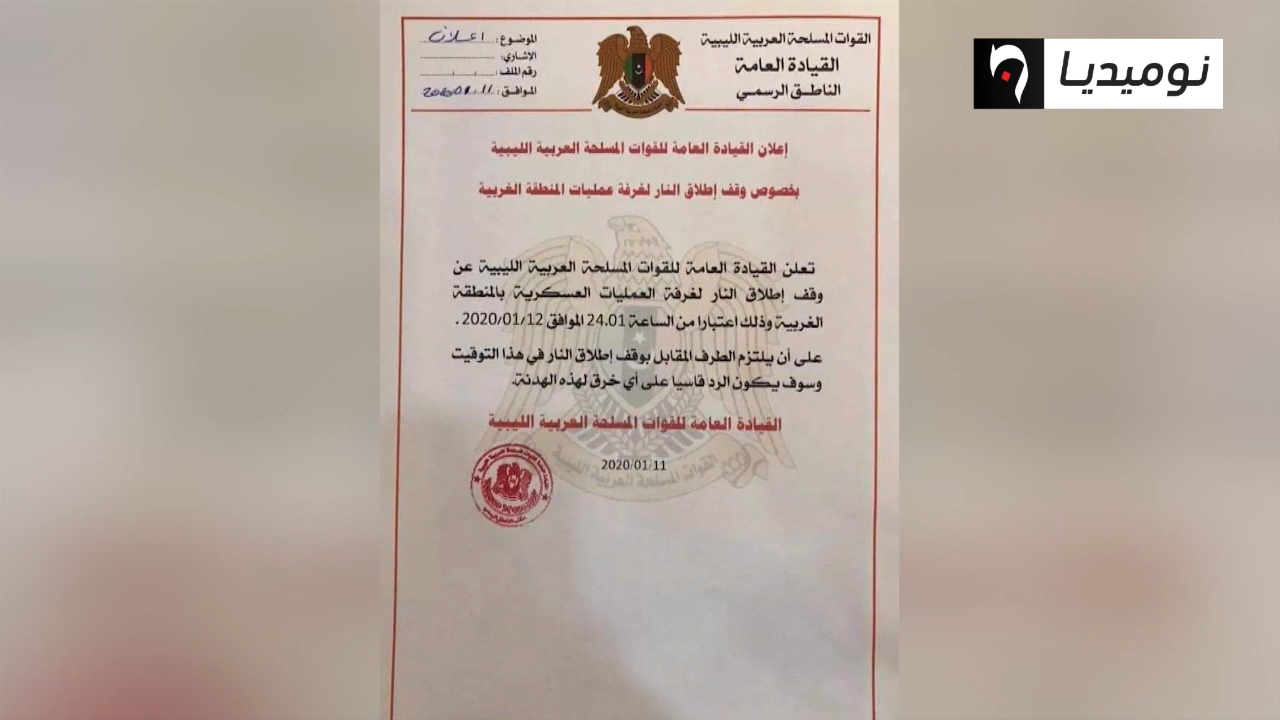 القوات المسلحة العربية الليبية
القيادة العامة
الناطق الرسمي
الموضوع: اعلان
الإشاري:
رقم الملف:
الموافق: 2020.01.11
نوميديا
إعلان القيادة العامة للقوات المسلحة العربية الليبية
بخصوص وقف إطلاق النار لغرفة عمليات المنطقة الغربية
تعلن القيادة العامة للقوات المسلحة العربية الليبية عن
وقف إطلاق النار لغرفة العمليات العسكرية بالمنطقة
الغربية وذلك اعتبارا من الساعة 24.01 الموافق 2020/01/12 .
على أن يلتزم الطرف المقابل بوقف إطلاق النار في هذا التوقيت
وسوف يكون الرد قاسيا على أي خرق لهذه الهدنة.
القيادة العامة للقوات المسلحة العربية الليبية
2020/01/11
القوات المسلحة العربية الليبية